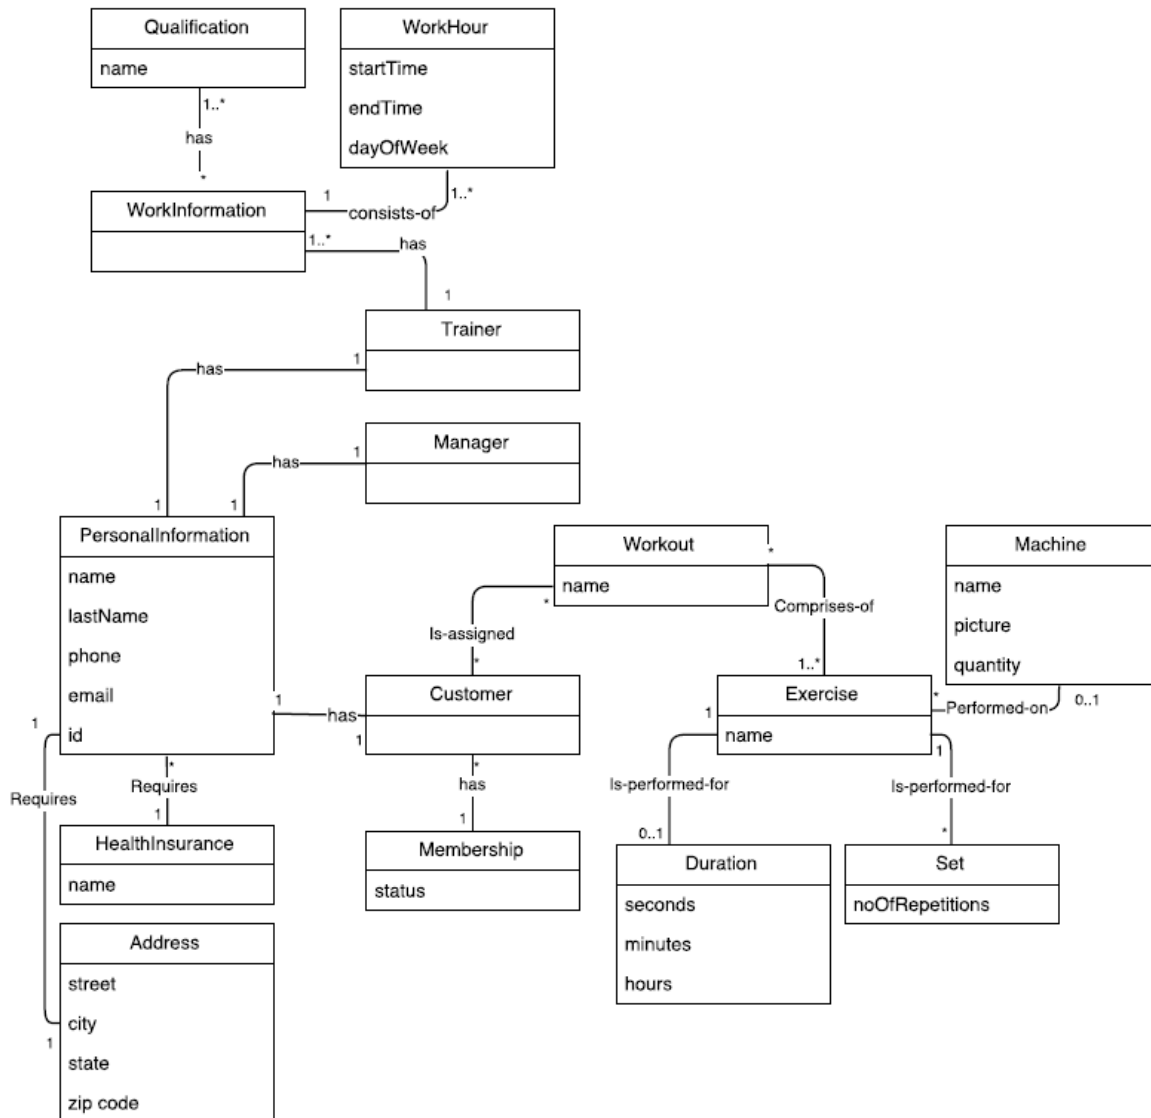 Qualification
name
1..*
has
*
WorkHour
startTime
endTime
dayOfWeek
1..*
consists-of
1
WorkInformation
1..*
has
1
Trainer
1
has
1
Manager
1
has
1
PersonalInformation
name
lastName
phone
email
id
1
has
1
Customer
*
Is-assigned
*
Workout
name
*
Comprises-of
1..*
Exercise
name
*
Performed-on
0..1
Machine
name
picture
quantity
1
Is-performed-for
0..1
Duration
seconds
minutes
hours
1
Is-performed-for
*
Set
noOfRepetitions
*
has
1
Membership
status
*
Requires
1
HealthInsurance
name
1
Requires
1
Address
street
city
state
zip code